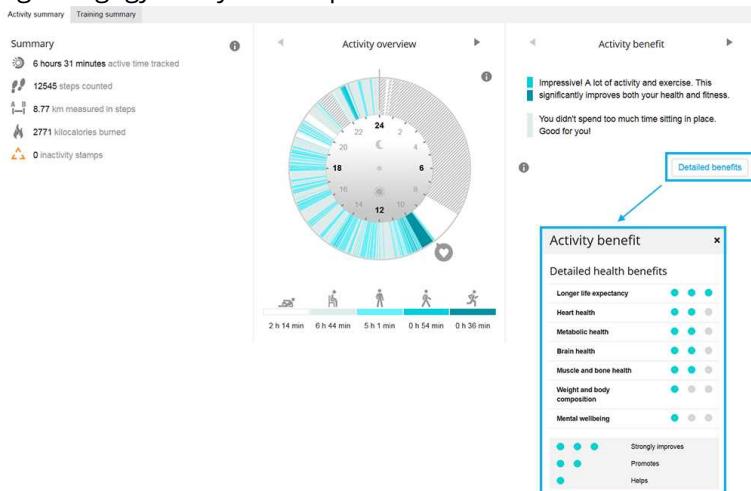 Activity summary Training summary
Summary
6 hours 31 minutes active time tracked
12545 steps counted
A B
8.77 km measured in steps
2771 kilocalories burned
0 inactivity stamps
Activity overview
24
22 2
20 4
18 6
16 8
14 10
12
2 h 14 min 6 h 44 min 5 h 1 min 0 h 54 min 0 h 36 min
Activity benefit
Impressive! A lot of activity and exercise. This
significantly improves both your health and fitness.
You didn't spend too much time sitting in place.
Good for you!
Detailed benefits
Activity benefit ×
Detailed health benefits
Longer life expectancy
Heart health
Metabolic health
Brain health
Muscle and bone health
Weight and body
composition
Mental wellbeing
Strongly improves
Promotes
Helps